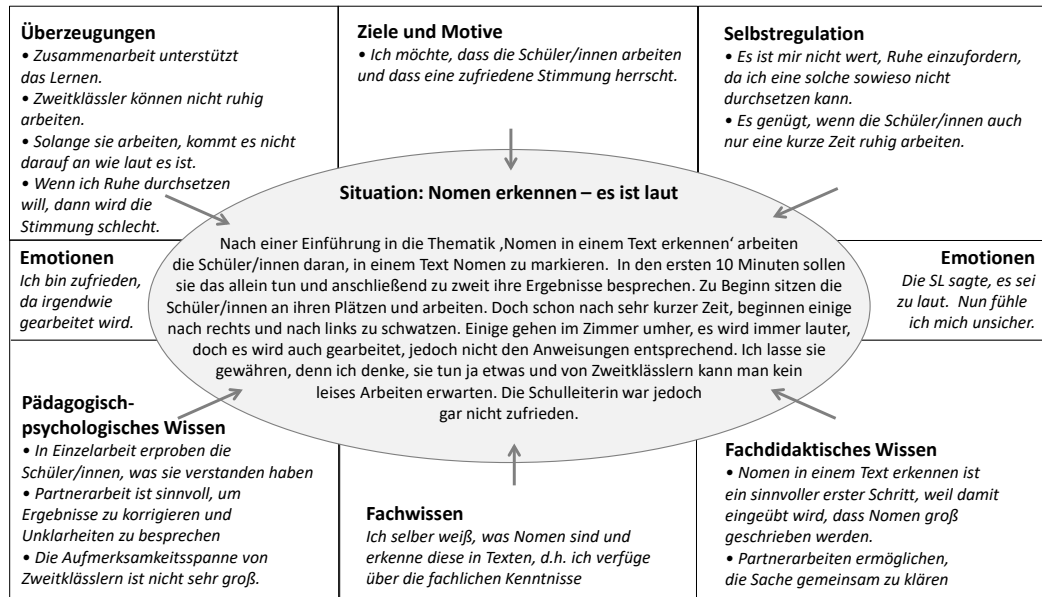 Überzeugungen
• Zusammenarbeit unterstützt
das Lernen.
• Zweitklässler können nicht ruhig
arbeiten.
• Solange sie arbeiten, kommt es nicht
darauf an wie laut es ist.
• Wenn ich Ruhe durchsetzen
will, dann wird die
Stimmung schlecht.
Ziele und Motive
• Ich möchte, dass die Schüler/innen arbeiten
und dass eine zufriedene Stimmung herrscht.
Selbstregulation
• Es ist mir nicht wert, Ruhe einzufordern,
da ich eine solche sowieso nicht
durchsetzen kann.
• Es genügt, wenn die Schüler/innen auch
nur eine kurze Zeit ruhig arbeiten.
Emotionen
Ich bin zufrieden,
da irgendwie
gearbeitet wird.
Situation: Nomen erkennen – es ist laut
Nach einer Einführung in die Thematik ‚Nomen in einem Text erkennen‘ arbeiten
die Schüler/innen daran, in einem Text Nomen zu markieren. In den ersten 10 Minuten sollen
sie das allein tun und anschließend zu zweit ihre Ergebnisse besprechen. Zu Beginn sitzen die
Schüler/innen an ihren Plätzen und arbeiten. Doch schon nach sehr kurzer Zeit, beginnen einige
nach rechts und nach links zu schwatzen. Einige gehen im Zimmer umher, es wird immer lauter,
doch es wird auch gearbeitet, jedoch nicht den Anweisungen entsprechend. Ich lasse sie
gewähren, denn ich denke, sie tun ja etwas und von Zweitklässlern kann man kein
leises Arbeiten erwarten. Die Schulleiterin war jedoch
gar nicht zufrieden.
Emotionen
Die SL sagte, es sei
zu laut. Nun fühle
ich mich unsicher.
Pädagogisch-
psychologisches Wissen
• In Einzelarbeit erproben die
Schüler/innen, was sie verstanden haben
• Partnerarbeit ist sinnvoll, um
Ergebnisse zu korrigieren und
Unklarheiten zu besprechen
• Die Aufmerksamkeitsspanne von
Zweitklässlern ist nicht sehr groß.
Fachwissen
Ich selber weiß, was Nomen sind und
erkenne diese in Texten, d.h. ich verfüge
über die fachlichen Kenntnisse
Fachdidaktisches Wissen
• Nomen in einem Text erkennen ist
ein sinnvoller erster Schritt, weil damit
eingeübt wird, dass Nomen groß
geschrieben werden.
• Partnerarbeiten ermöglichen,
die Sache gemeinsam zu klären